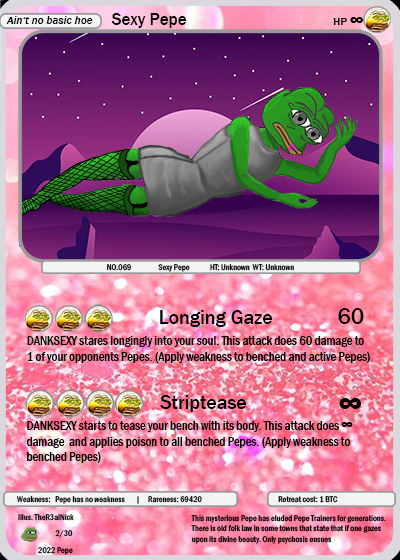 Ain't no basic hoe Sexy Pepe HP ∞
NO.069 Sexy Pepe HT: Unknown WT: Unknown
Longing Gaze 60
DANKSEXY stares longingly into your soul. This attack does 60 damage to
1 of your opponents Pepes. (Apply weakness to benched and active Pepes)
Striptease ∞
DANKSEXY starts to tease your bench with its body. This attack does ∞
damage and applies poison to all benched Pepes. (Apply weakness to
benched Pepes)
Weakness: Pepe has no weakness | Rareness: 69420 Retreat cost: 1 BTC
Illus. TheR3alNick
2/30
2022 Pepe
This mysterious Pepe has eluded Pepe Trainers for generations.
There is old folk law in some towns that state that if one gazes
upon its divine beauty. Only psychosis ensues